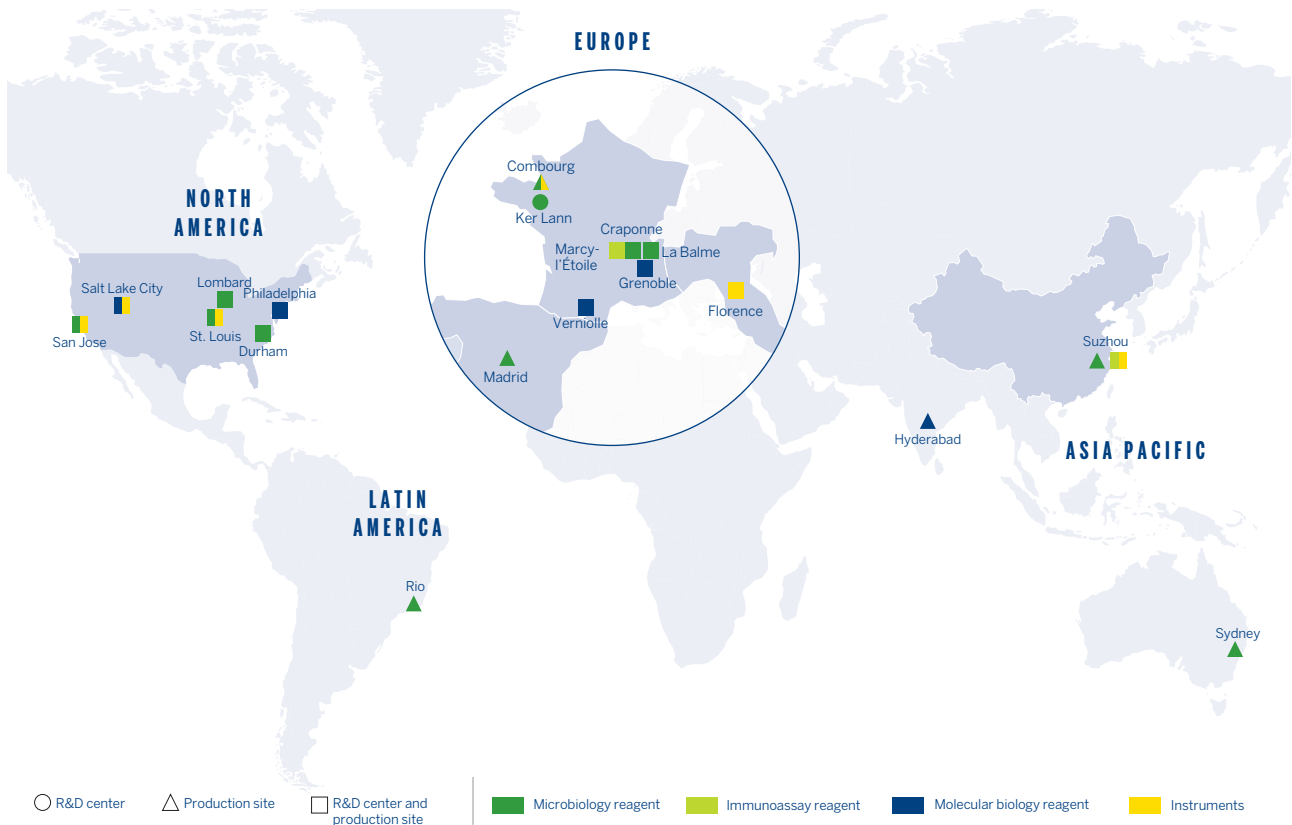 EUROPE
Combourg
Ker Lann
Craponne
Marcy-
l'Étoile
La Balme
Grenoble
Verniolle
Florence
Madrid
NORTH
AMERICA
Salt Lake City
Lombard
Philadelphia
San Jose
St. Louis
Durham
LATIN
AMERICA
Rio
Suzhou
Hyderabad
ASIA PACIFIC
Sydney
R&D center
Production site
R&D center and
production site
Microbiology reagent
Immunoassay reagent
Molecular biology reagent
Instruments